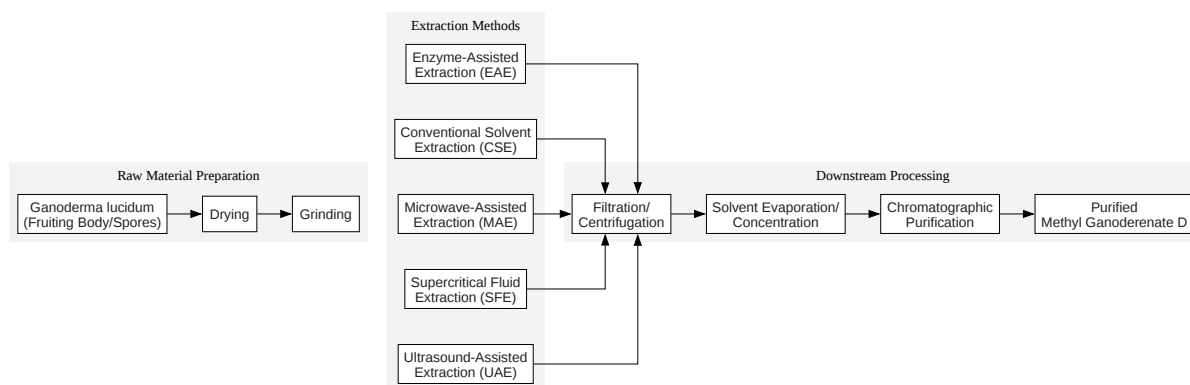 Raw Material Preparation
Ganoderma lucidum
(Fruiting Body/Spores)
Drying
Grinding
Extraction Methods
Enzyme-Assisted
Extraction (EAE)
Conventional Solvent
Extraction (CSE)
Microwave-Assisted
Extraction (MAE)
Supercritical Fluid
Extraction (SFE)
Ultrasound-Assisted
Extraction (UAE)
Downstream Processing
Filtration/
Centrifugation
Solvent Evaporation/
Concentration
Chromatographic
Purification
Purified
Methyl Ganoderenate D